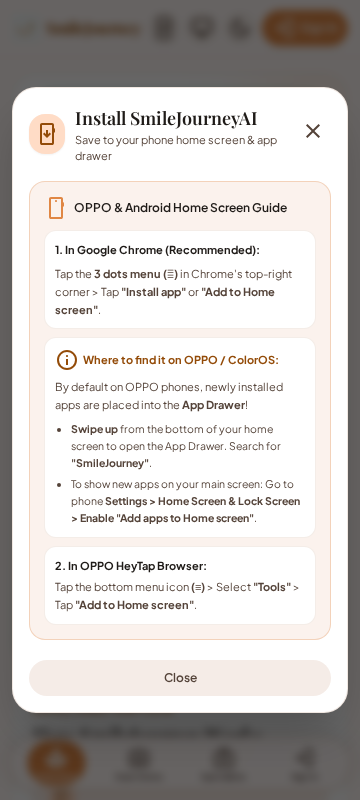 Install SmileJourneyAI
Save to your phone home screen & app
drawer
OPPO & Android Home Screen Guide
1. In Google Chrome (Recommended):
Tap the 3 dots menu (☰) in Chrome's top-right
corner > Tap "Install app" or "Add to Home
screen".
Where to find it on OPPO / ColorOS:
By default on OPPO phones, newly installed
apps are placed into the App Drawer!
• Swipe up from the bottom of your home
screen to open the App Drawer. Search for
"SmileJourney".
• To show new apps on your main screen: Go to
phone Settings > Home Screen & Lock Screen
> Enable "Add apps to Home screen".
2. In OPPO HeyTap Browser:
Tap the bottom menu icon (≡) > Select "Tools" >
Tap "Add to Home screen".
Close